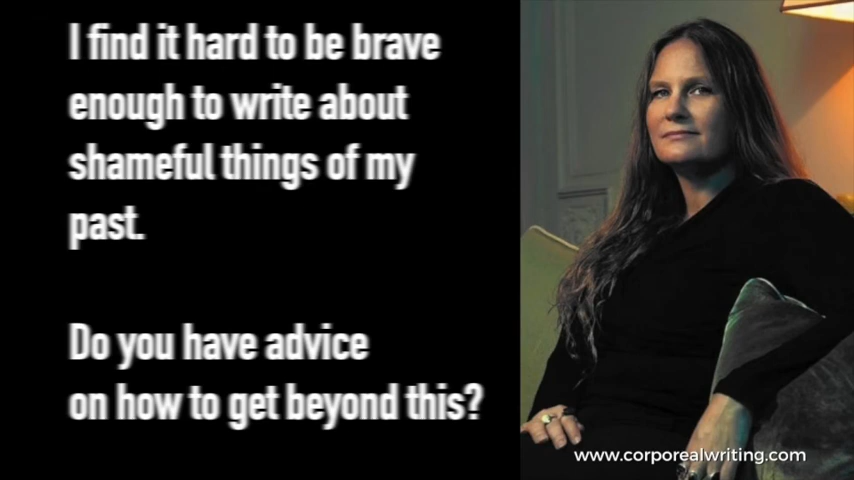 I find it hard to be brave
enough to write about
shameful things of my
past.
Do you have advice
on how to get beyond this?
www.corporealwriting.com